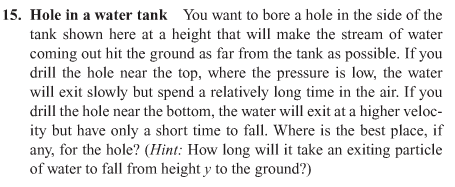 15. Hole in a water tank You want to bore a hole in the side of the
tank shown here at a height that will make the stream of water
coming out hit the ground as far from the tank as possible. If you
drill the hole near the top, where the pressure is low, the water
will exit slowly but spend a relatively long time in the air. If you
drill the hole near the bottom, the water will exit at a higher veloc-
ity but have only a short time to fall. Where is the best place, if
any, for the hole? (Hint: How long will it take an exiting particle
of water to fall from height y to the ground?)